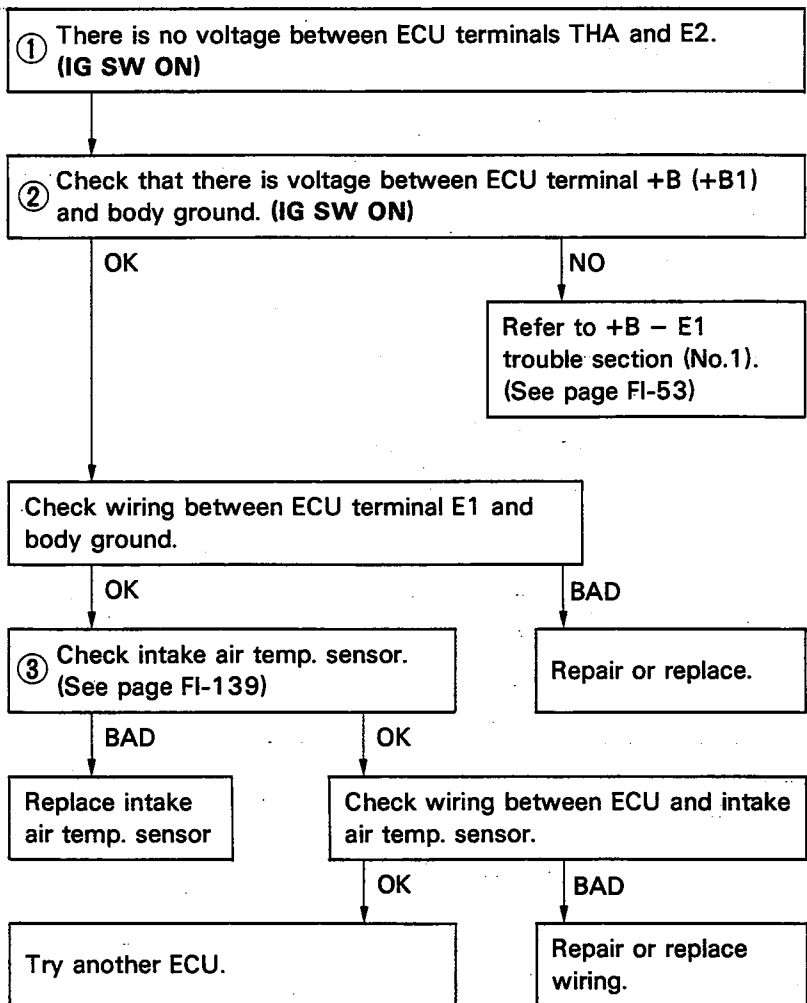 ① There is no voltage between ECU terminals THA and E2.
(IG SW ON)
② Check that there is voltage between ECU terminal +B (+B1)
and body ground. (IG SW ON)
OK
NO
Refer to +B − E1
trouble section (No.1).
(See page FI-53)
Check wiring between ECU terminal E1 and
body ground.
OK
BAD
③ Check intake air temp. sensor.
(See page FI-139)
Repair or replace.
BAD
OK
Replace intake
air temp. sensor
Check wiring between ECU and intake
air temp. sensor.
OK
BAD
Try another ECU.
Repair or replace
wiring.